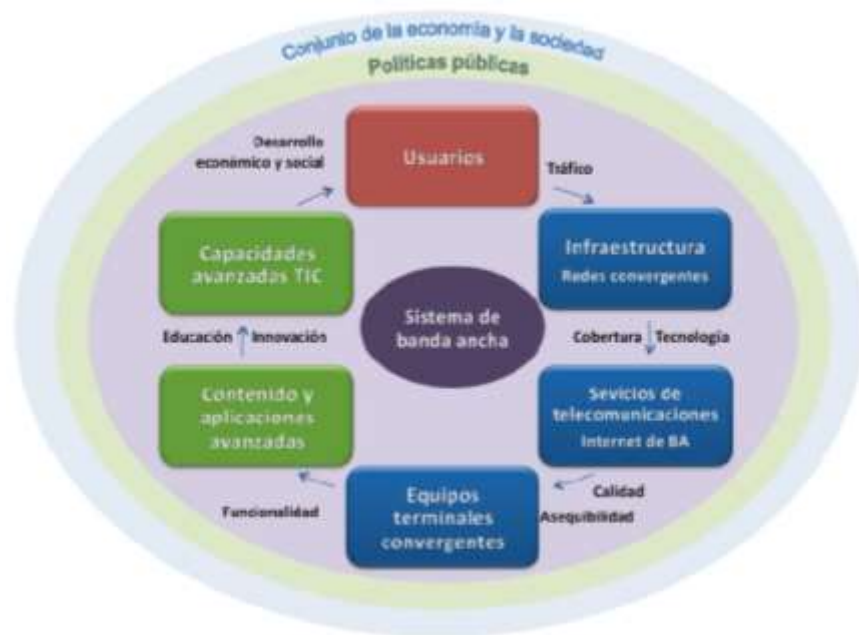 Conjunto de la economía y la sociedad
Políticas públicas
Desarrollo
económico y social
Usuarios
Tráfico
Capacidades
avanzadas TIC
Infraestructura
Redes convergentes
Sistema de
banda ancha
Educación
Innovación
Cobertura
Tecnología
Contenido y
aplicaciones
avanzadas
Sevicios de
telecomunicaciones
Internet de BA
Funcionalidad
Equipos
terminales
convergentes
Calidad
Asequibilidad